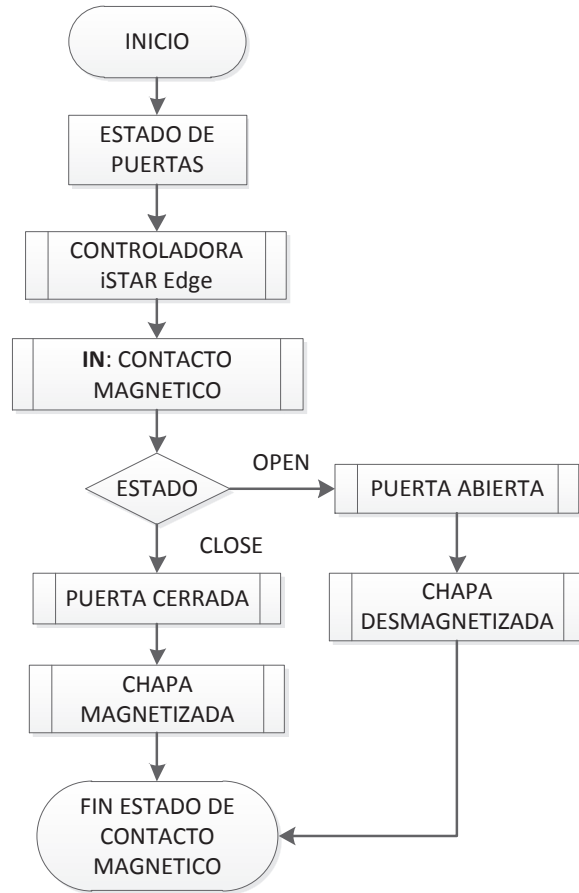 INICIO
ESTADO DE
PUERTAS
CONTROLADORA
iSTAR Edge
IN: CONTACTO
MAGNETICO
ESTADO
OPEN
PUERTA ABIERTA
CHAPA
DESMAGNETIZADA
CLOSE
PUERTA CERRADA
CHAPA
MAGNETIZADA
FIN ESTADO DE
CONTACTO
MAGNETICO